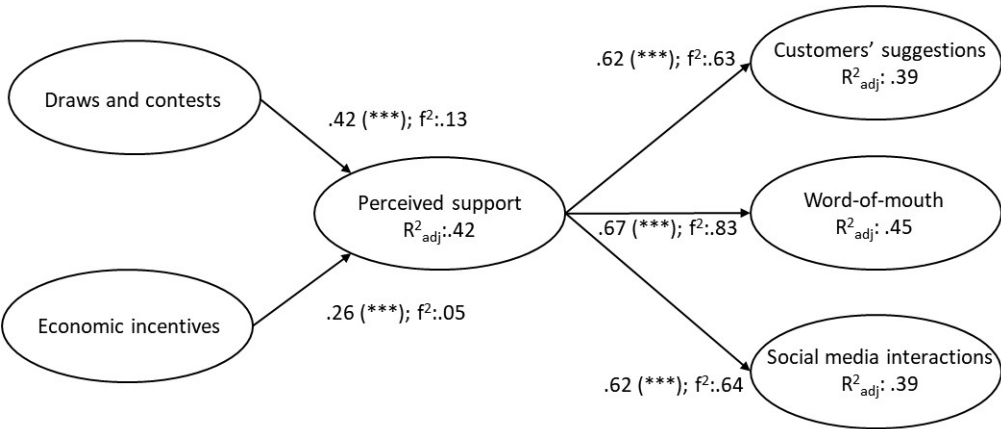 Draws and contests
.42 (***); f²:.13
Economic incentives
.26 (***); f²:.05
Perceived support
R²adj:.42
.62 (***); f²:.63
.67 (***); f²:.83
.62 (***); f²:.64
Customers’ suggestions
R²adj: .39
Word-of-mouth
R²adj: .45
Social media interactions
R²adj: .39